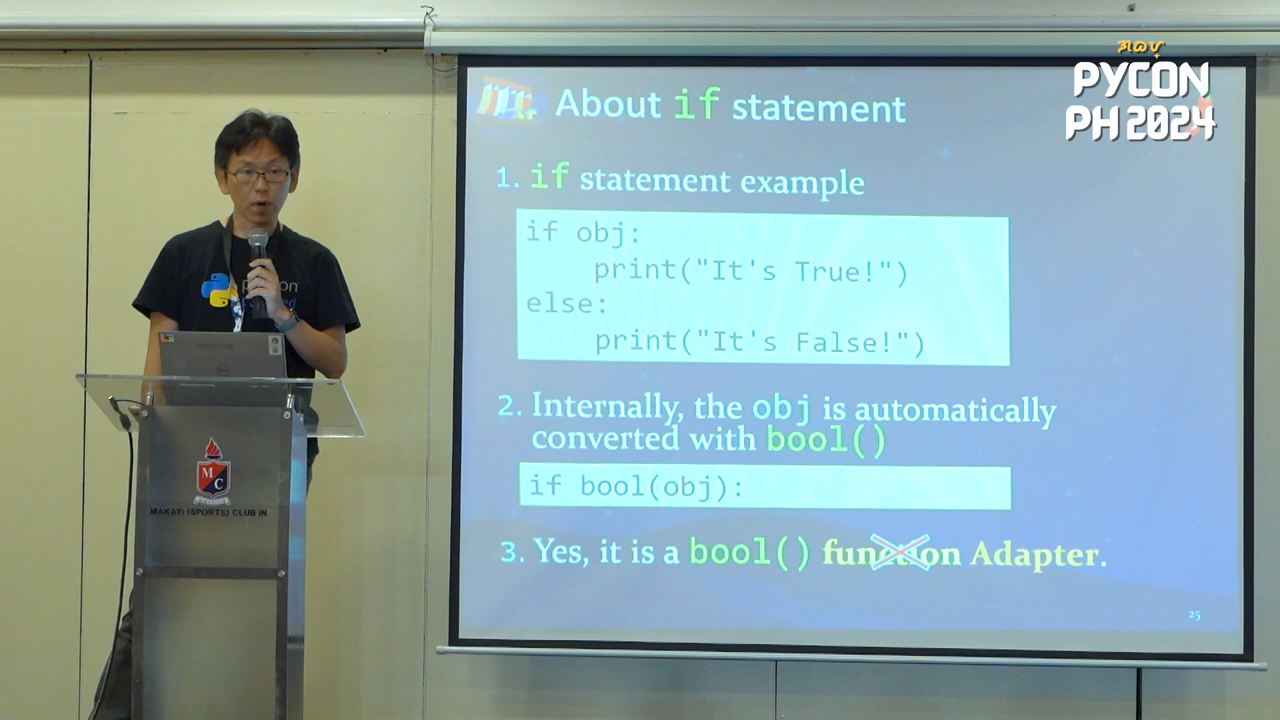 ᜉᜌ᜔ᜃᜓᜈ᜔
PYCON
PH 2024
About if statement
1. if statement example
if obj:
    print("It's True!")
else:
    print("It's False!")
2. Internally, the obj is automatically
converted with bool()
if bool(obj):
3. Yes, it is a bool() function Adapter.
25
DELL
M C
MAKATI (SPORTS) CLUB IN